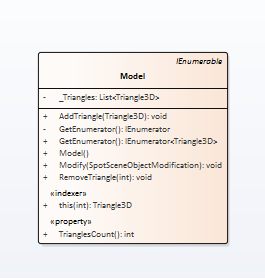 IEnumerable
Model
- _Triangles: List<Triangle3D>
+ AddTriangle(Triangle3D): void
- GetEnumerator(): IEnumerator
+ GetEnumerator(): IEnumerator<Triangle3D>
+ Model()
+ Modify(SpotSceneObjectModification): void
+ RemoveTriangle(int): void
«indexer»
+ this(int): Triangle3D
«property»
+ TrianglesCount(): int